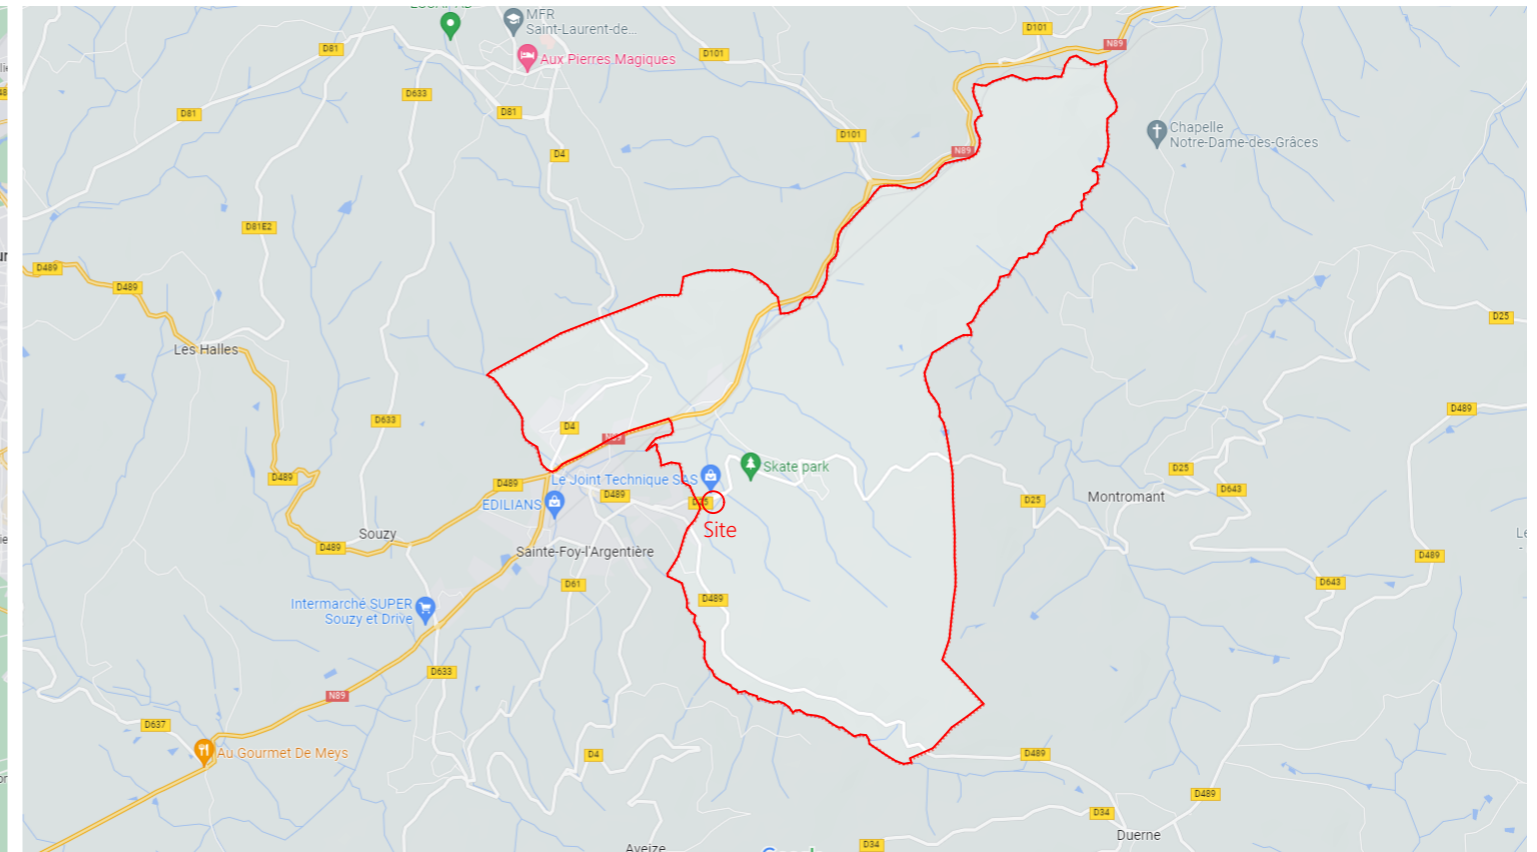 MFR
Saint-Laurent-de...
D101
N89
D81
Aux Pierres Magiques
D101
D633
D81
D81
D101
Chapelle
Notre-Dame-des-Grâces
D4
N89
D81E2
D489
D489
D25
Les Halles
D633
D4
N89
D489
Skate park
D25
D489
Le Joint Technique SAS
D489
D489
D643
D25
Montromant
EDILIANS
D25
Site
Souzy
D489
Sainte-Foy-l'Argentière
D489
D61
D643
Intermarché SUPER
Souzy et Drive
D489
D633
N89
D637
Au Gourmet De Meys
D4
D489
D489
D34
Duerne
D34
Aveize